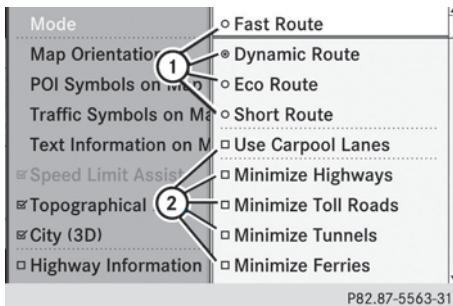 Mode
Map Orientation
POI Symbols on Map
Traffic Symbols on Ma
Text Information on M
Speed Limit Assist
Topographical
City (3D)
Highway Information
1
2
Fast Route
Dynamic Route
Eco Route
Short Route
Use Carpool Lanes
Minimize Highways
Minimize Toll Roads
Minimize Tunnels
Minimize Ferries
P82.87-5563-31